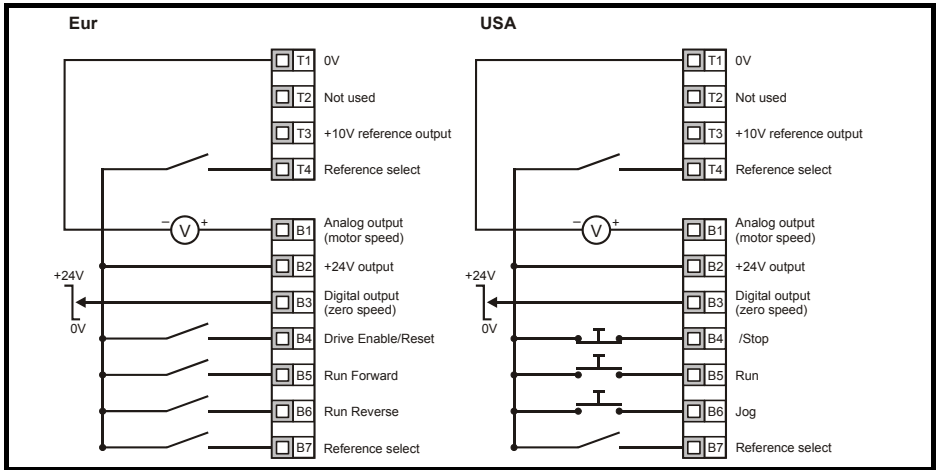 Eur
T1 0V
T2 Not used
T3 +10V reference output
T4 Reference select
− V +
B1 Analog output
(motor speed)
B2 +24V output
+24V
B3 Digital output
(zero speed)
0V
B4 Drive Enable/Reset
B5 Run Forward
B6 Run Reverse
B7 Reference select
USA
T1 0V
T2 Not used
T3 +10V reference output
T4 Reference select
− V +
B1 Analog output
(motor speed)
B2 +24V output
+24V
B3 Digital output
(zero speed)
0V
B4 /Stop
B5 Run
B6 Jog
B7 Reference select